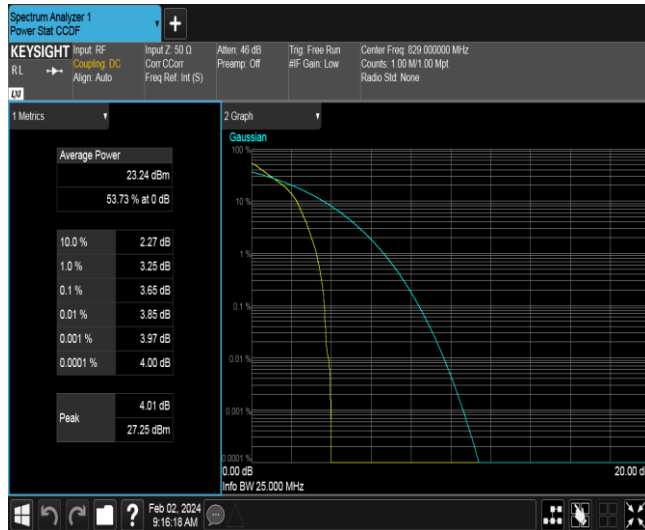 Spectrum Analyzer 1
Power Stat CCDF
+
KEYSIGHT
RL
LXI
Input: RF
Coupling: DC
Align: Auto
Input Z: 50 Ω
Corr CCorr
Freq Ref: Int (S)
Atten: 46 dB
Preamp: Off
Trig: Free Run
#IF Gain: Low
Center Freq: 829.000000 MHz
Counts: 1.00 M/1.00 Mpt
Radio Std: None
1 Metrics
Average Power
23.24 dBm
53.73 % at 0 dB
10.0 % 2.27 dB
1.0 % 3.25 dB
0.1 % 3.65 dB
0.01 % 3.85 dB
0.001 % 3.97 dB
0.0001 % 4.00 dB
Peak
4.01 dB
27.25 dBm
2 Graph
Gaussian
100 %
10 %
1 %
0.1 %
0.01 %
0.001 %
0.0001 %
0.00 dB 20.00 d
Info BW 25.000 MHz
?
Feb 02, 2024
9:16:18 AM